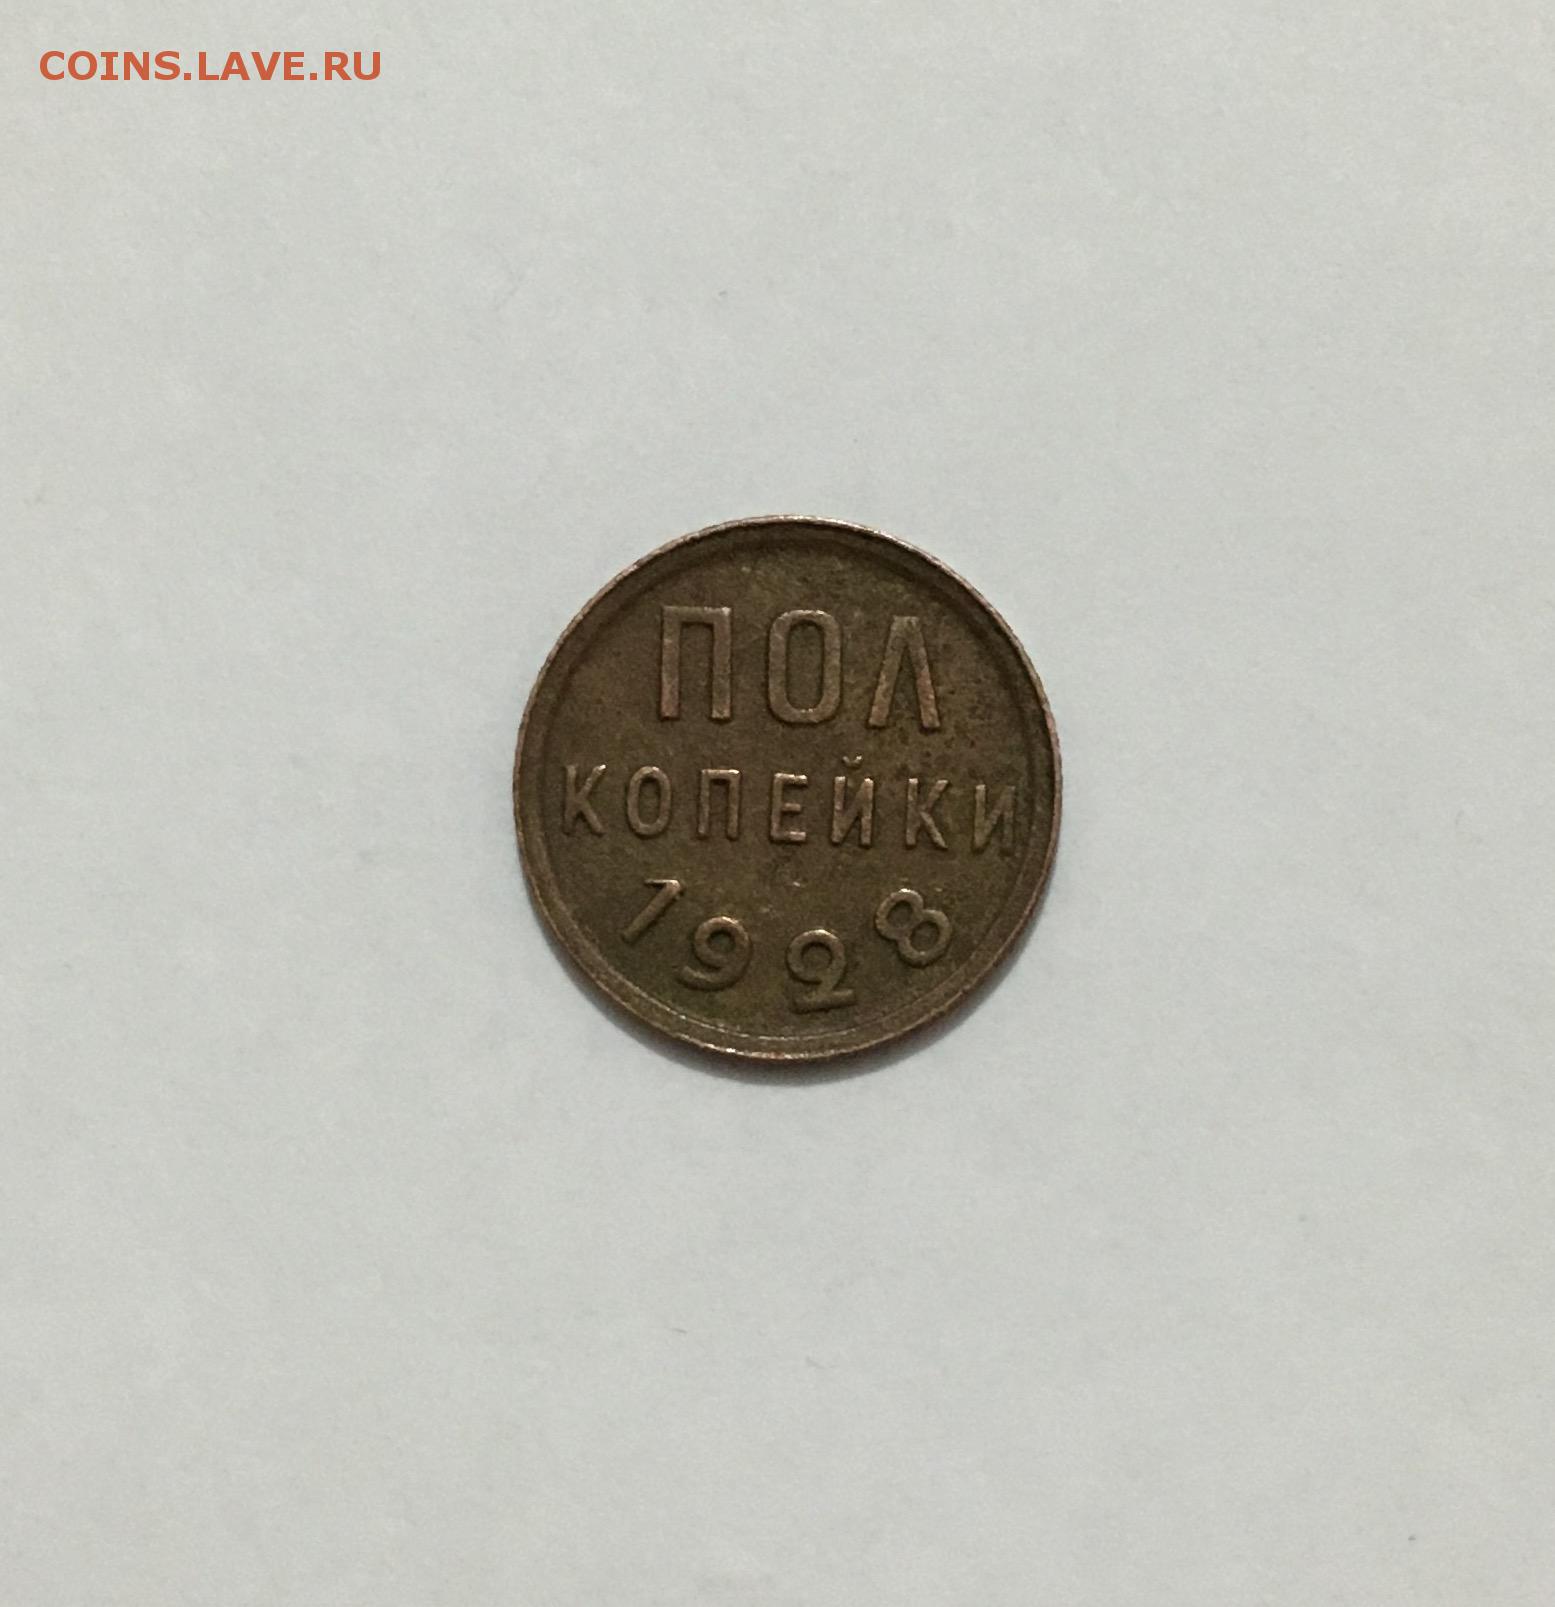 COINS.LAVE.RU
ПОЛ
КОПЕЙКИ
1928